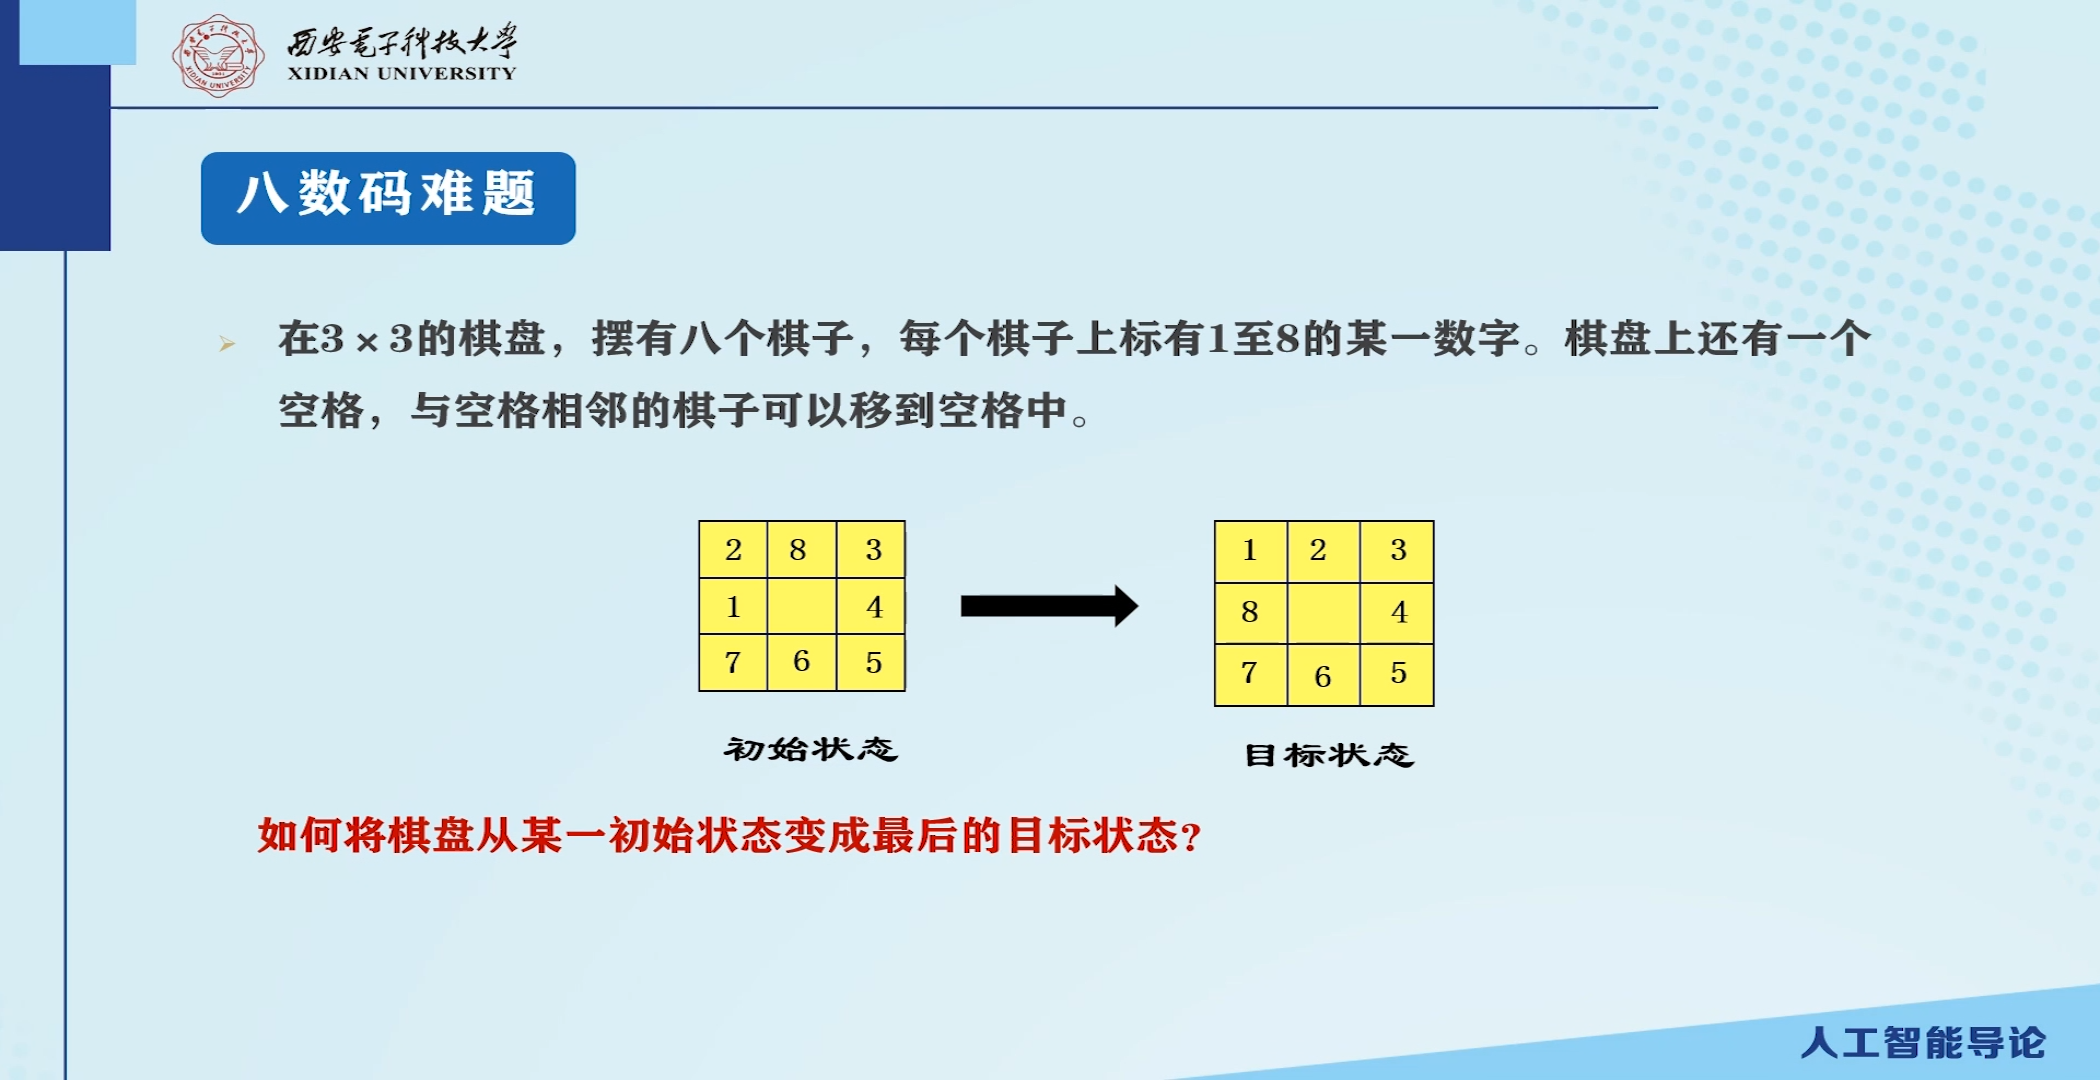 西安電子科技大学
XIDIAN UNIVERSITY
八数码难题
在3×3的棋盘，摆有八个棋子，每个棋子上标有1至8的某一数字。棋盘上还有一个
空格，与空格相邻的棋子可以移到空格中。
2 8 3
1 4
7 6 5
初始状态
1 2 3
8 4
7 6 5
目标状态
如何将棋盘从某一初始状态变成最后的目标状态?
人工智能导论